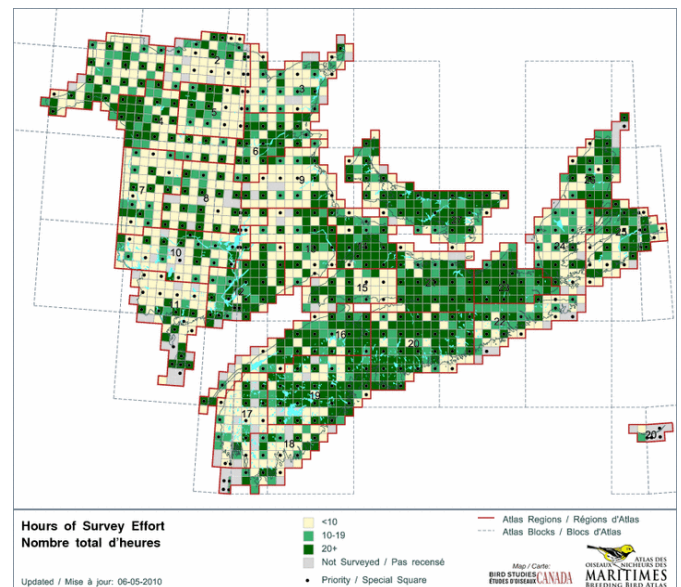 2
3
5
6
9
7
8
10
15
16
20
19
17
18
22
24
20
Hours of Survey Effort
Nombre total d'heures
Updated / Mise à jour: 06-05-2010
<10
10-19
20+
Not Surveyed / Pas recensé
Priority / Special Square
Atlas Regions / Régions d'Atlas
Atlas Blocks / Blocs d'Atlas
Map / Carte:
BIRD STUDIES
ÉTUDES D'OISEAUX CANADA
ATLAS DES
OISEAUX NICHEURS DES
MARITIMES
BREEDING BIRD ATLAS